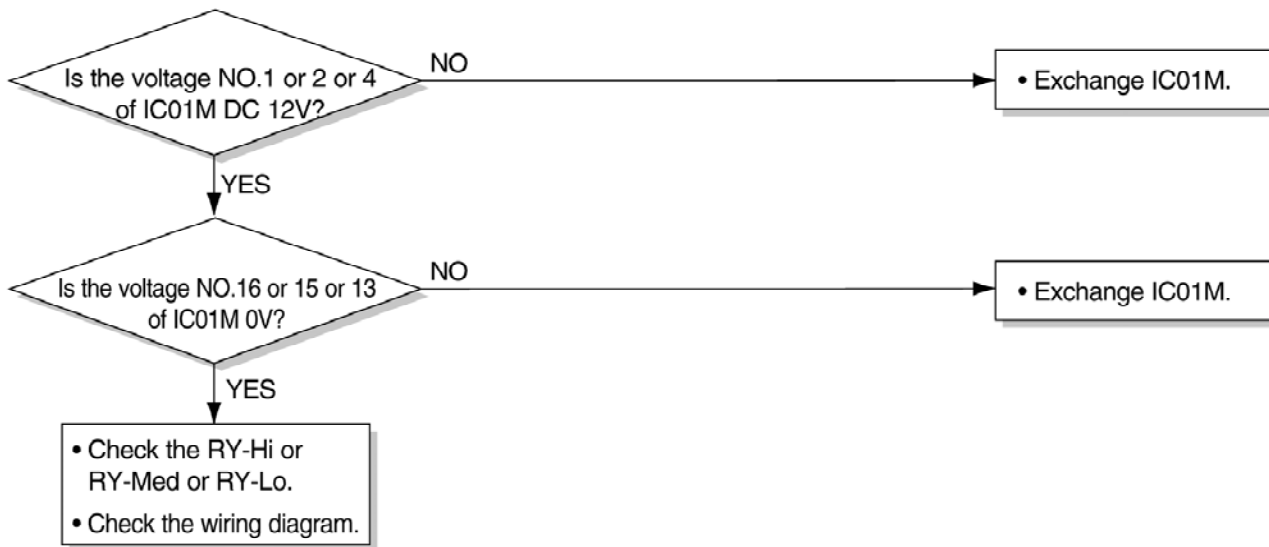 Is the voltage NO.1 or 2 or 4
of IC01M DC 12V?
NO
• Exchange IC01M.
YES
Is the voltage NO.16 or 15 or 13
of IC01M 0V?
NO
• Exchange IC01M.
YES
• Check the RY-Hi or
RY-Med or RY-Lo.
• Check the wiring diagram.